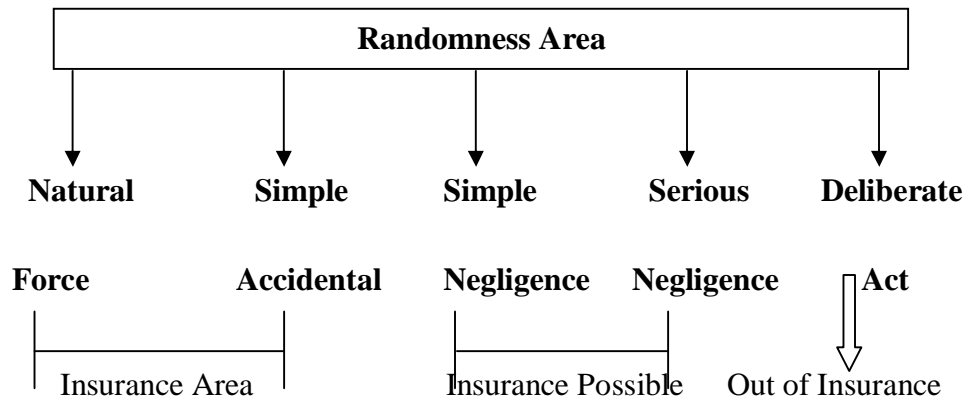 Randomness Area
Natural Simple Simple Serious Deliberate
Force Accidental Negligence Negligence Act
Insurance Area Insurance Possible Out of Insurance